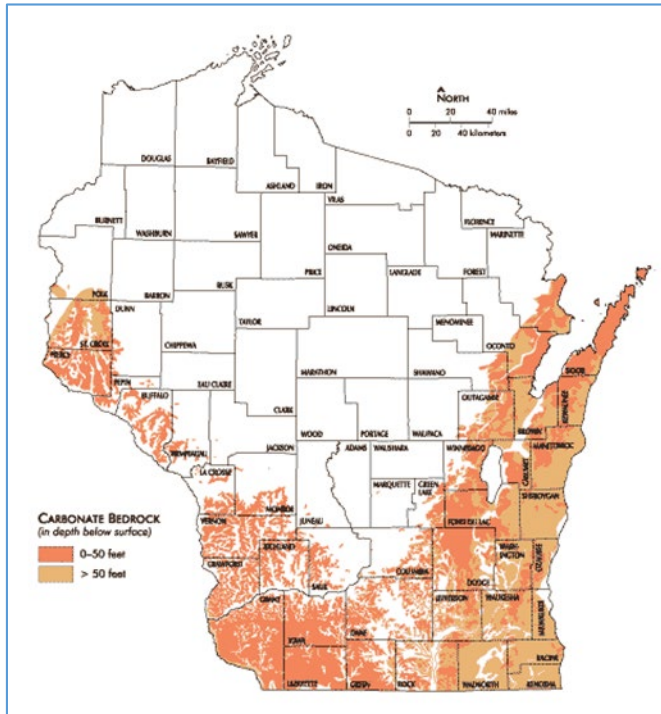 NORTH
0 20 40 miles
0 20 40 kilometers
DOUGLAS
BAYFIELD
ASHLAND
IRON
VILAS
BURNETT
WASHBURN
SAWYER
FLORENCE
MARINETTE
ONEIDA
PRICE
FOREST
LANGLADE
POLK
BARRON
RUSK
LINCOLN
TAYLOR
DUNN
CHIPPEWA
MENOMINEE
OCONTO
ST. CROIX
PIERCE
PEPIN
EAU CLAIRE
MARATHON
SHAWANO
DOOR
BUFFALO
CLARK
OUTAGAMIE
KEWAUNEE
BROWN
TREMPEALEAU
JACKSON
WOOD
PORTAGE
WAUPACA
ADAMS
WAUSHARA
WINNEBAGO
MANITOWOC
CALUMET
LA CROSSE
MONROE
JUNEAU
MARQUETTE
GREEN
LAKE
SHEBOYGAN
FOND DU LAC
VERNON
CARBONATE BEDROCK
(in depth below surface)
0–50 feet
> 50 feet
CRAWFORD
RICHLAND
SAUK
COLUMBIA
DODGE
WASH-
INGTON
OZAUKEE
GRANT
IOWA
DANE
JEFFERSON
WAUKESHA
MILWAUKEE
LAFAYETTE
GREEN
ROCK
WALWORTH
RACINE
KENOSHA